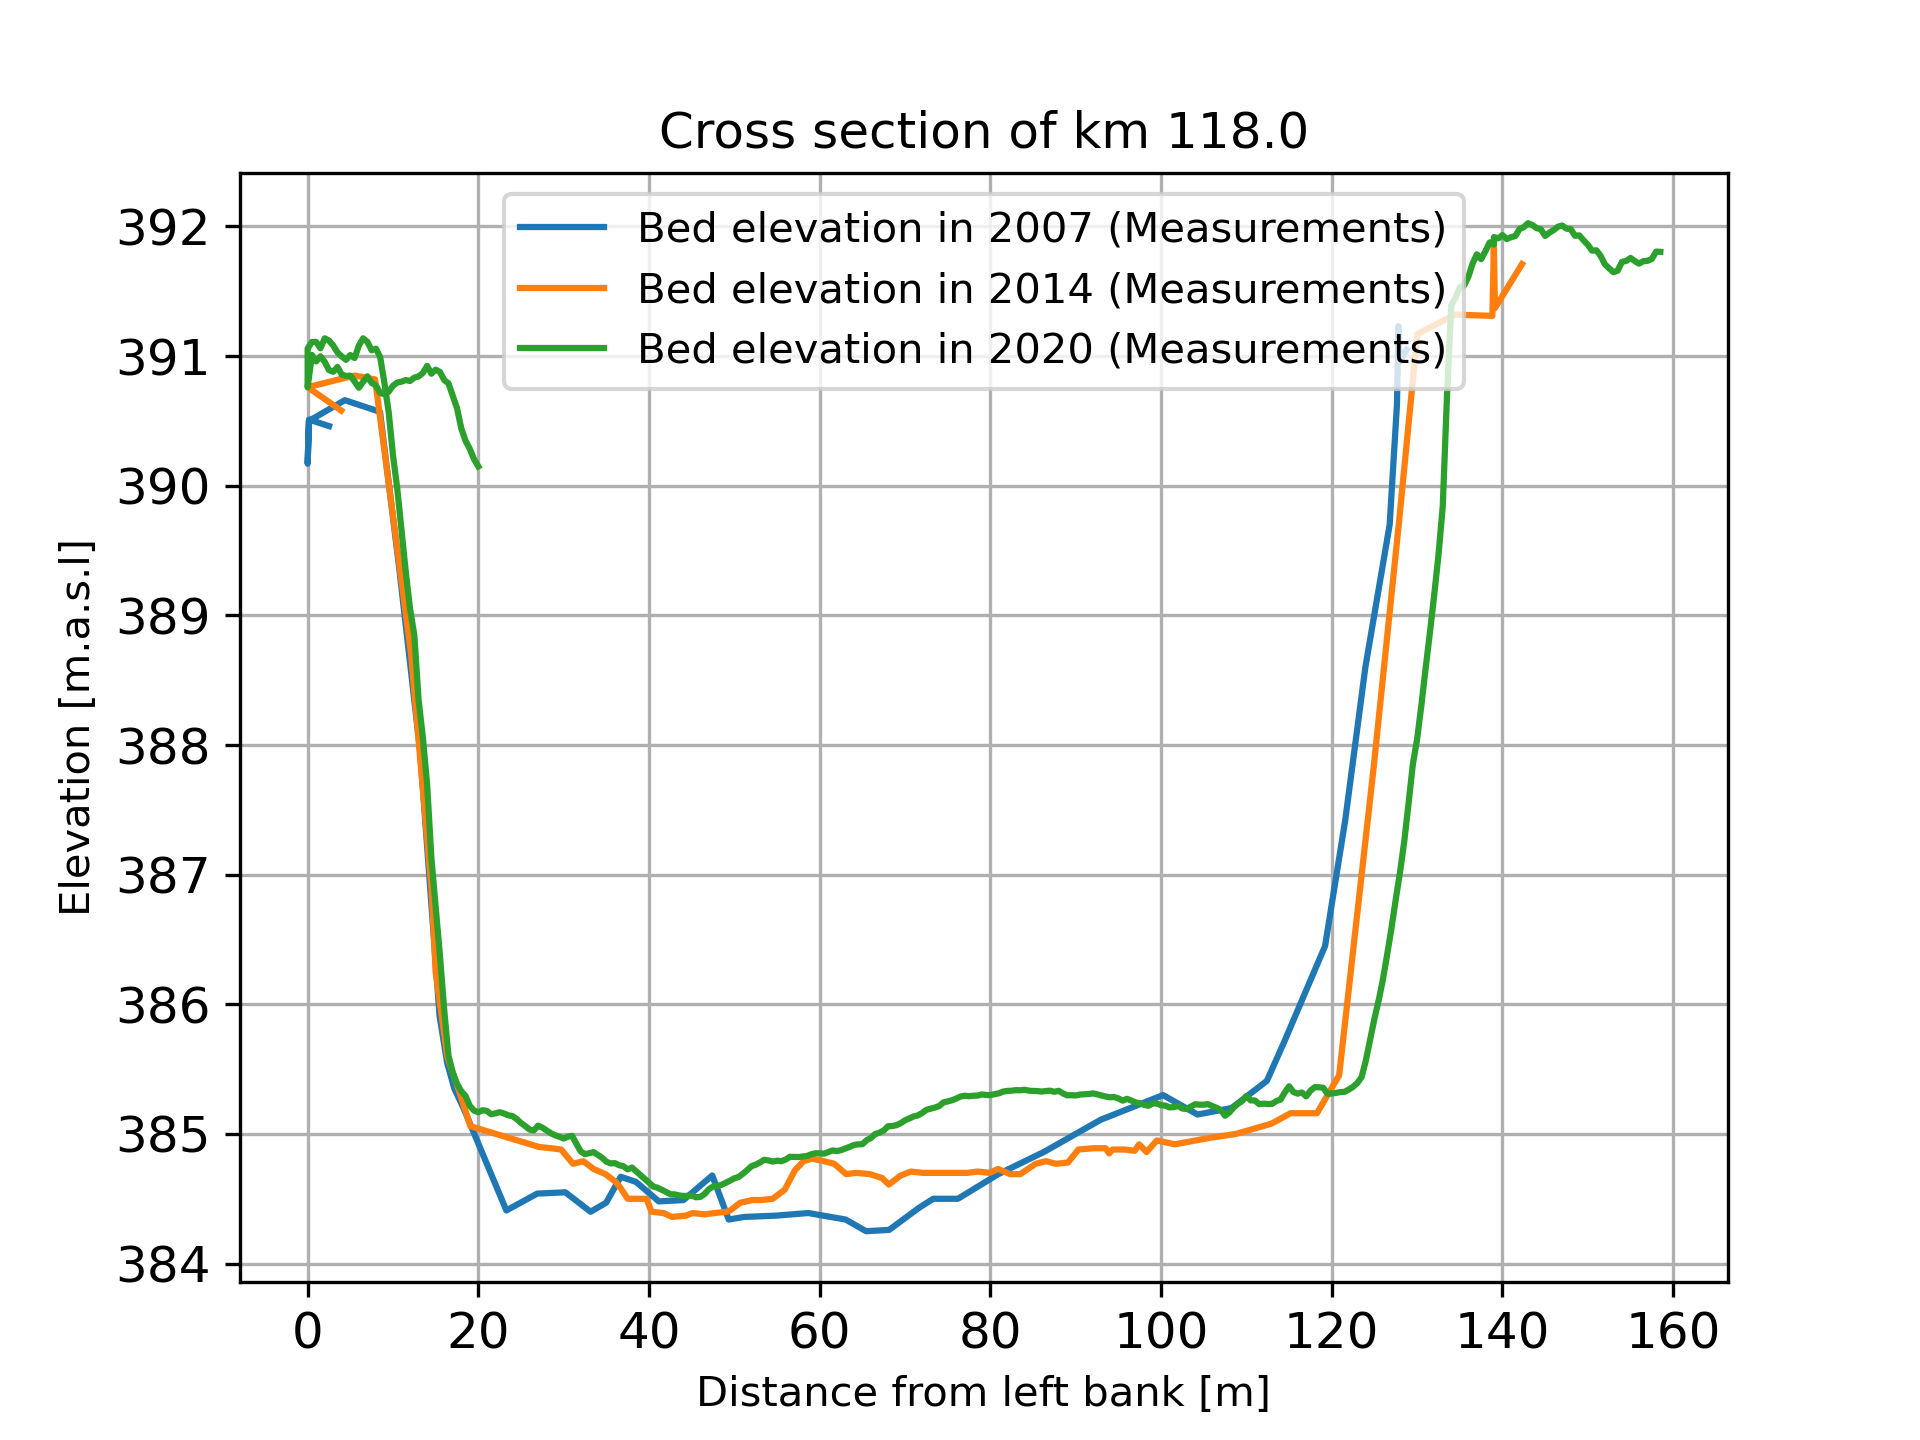 Cross section of km 118.0
Bed elevation in 2007 (Measurements)
Bed elevation in 2014 (Measurements)
Bed elevation in 2020 (Measurements)
392
391
390
389
388
387
386
385
384
Elevation [m.a.s.l]
0 20 40 60 80 100 120 140 160
Distance from left bank [m]